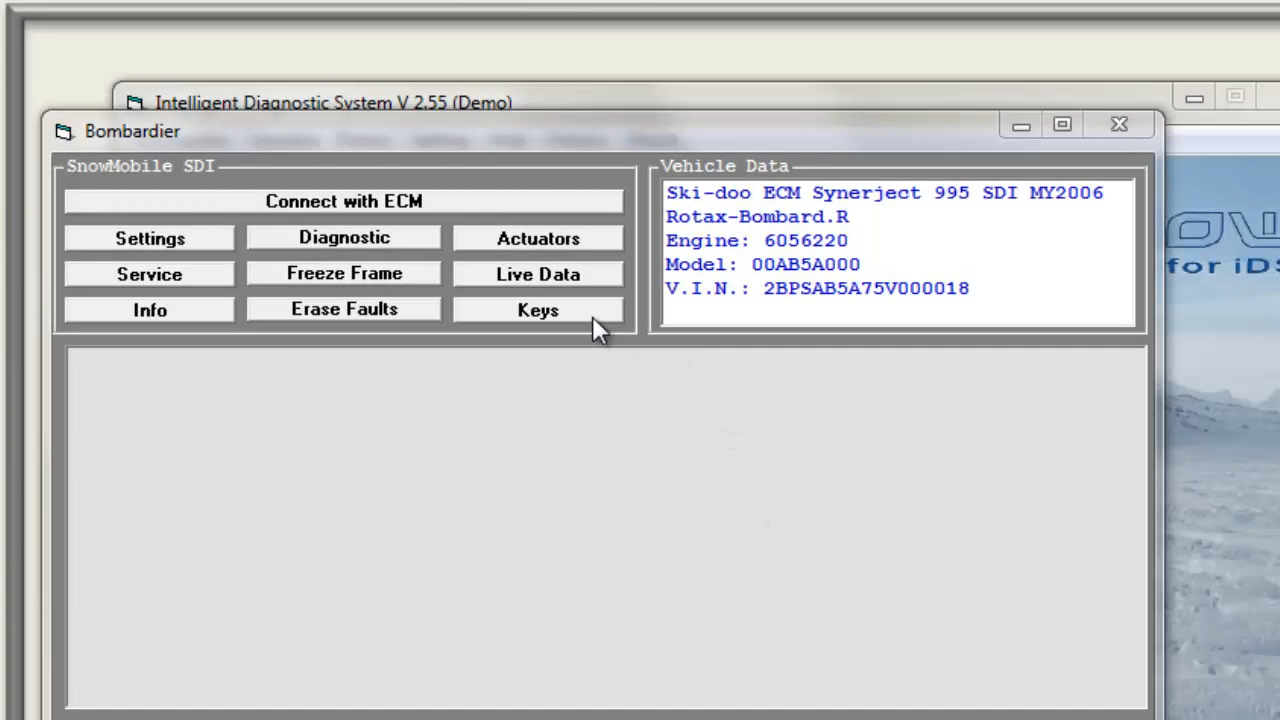 Intelligent Diagnostic System V 2.55 (Demo)
Bombardier
SnowMobile SDI
Connect with ECM
Settings
Diagnostic
Actuators
Service
Freeze Frame
Live Data
Info
Erase Faults
Keys
Vehicle Data
Ski-doo ECM Synerject 995 SDI MY2006
Rotax-Bombard.R
Engine: 6056220
Model: 00AB5A000
V.I.N.: 2BPSAB5A75V000018
for iDS